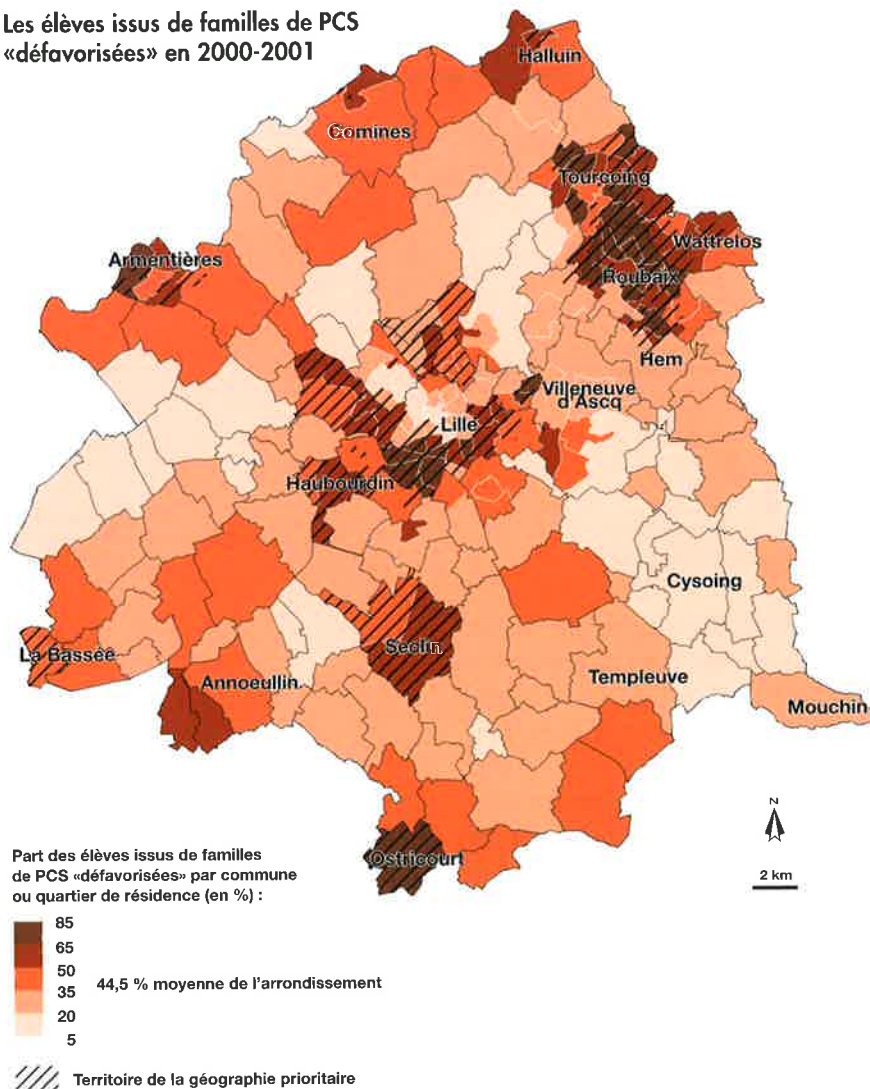 Les élèves issus de familles de PCS
«défavorisées» en 2000-2001
Halluin
Comines
Tourcoing
Wattrelos
Armentières
Roubaix
Hem
Villeneuve
d'Ascq
Lille
Haubourdin
Cysoing
La Bassée
Seclin
Annoeullin
Templeuve
Mouchin
N
2 km
Ostricourt
Part des élèves issus de familles
de PCS «défavorisées» par commune
ou quartier de résidence (en %) :
85
65
50
35
20
5
44,5 % moyenne de l'arrondissement
Territoire de la géographie prioritaire